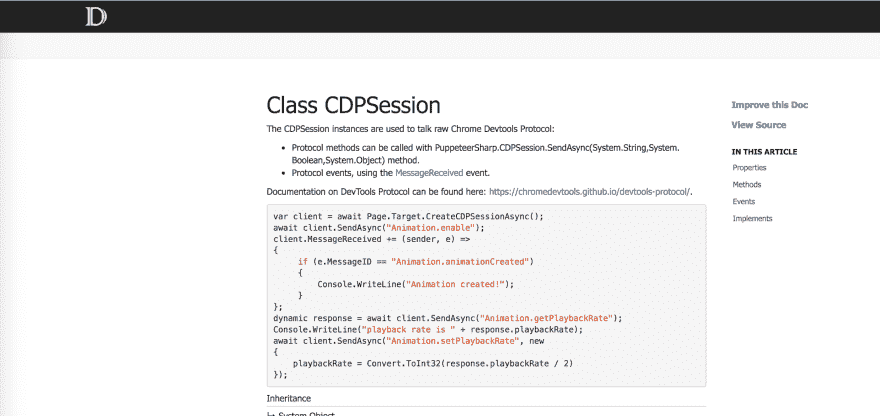 D
Class CDPSession
The CDPSession instances are used to talk raw Chrome Devtools Protocol:
Protocol methods can be called with PuppeteerSharp.CDPSession.SendAsync(System.String,System.
Boolean,System.Object) method.
Protocol events, using the MessageReceived event.
Documentation on DevTools Protocol can be found here: https://chromedevtools.github.io/devtools-protocol/.
var client = await Page.Target.CreateCDPSessionAsync();
await client.SendAsync("Animation.enable");
client.MessageReceived += (sender, e) =>
{
if (e.MessageID == "Animation.animationCreated")
{
Console.WriteLine("Animation created!");
}
};
dynamic response = await client.SendAsync("Animation.getPlaybackRate");
Console.WriteLine("playback rate is " + response.playbackRate);
await client.SendAsync("Animation.setPlaybackRate", new
{
playbackRate = Convert.ToInt32(response.playbackRate / 2)
});
Inheritance
↳ System.Object
Improve this Doc
View Source
IN THIS ARTICLE
Properties
Methods
Events
Implements